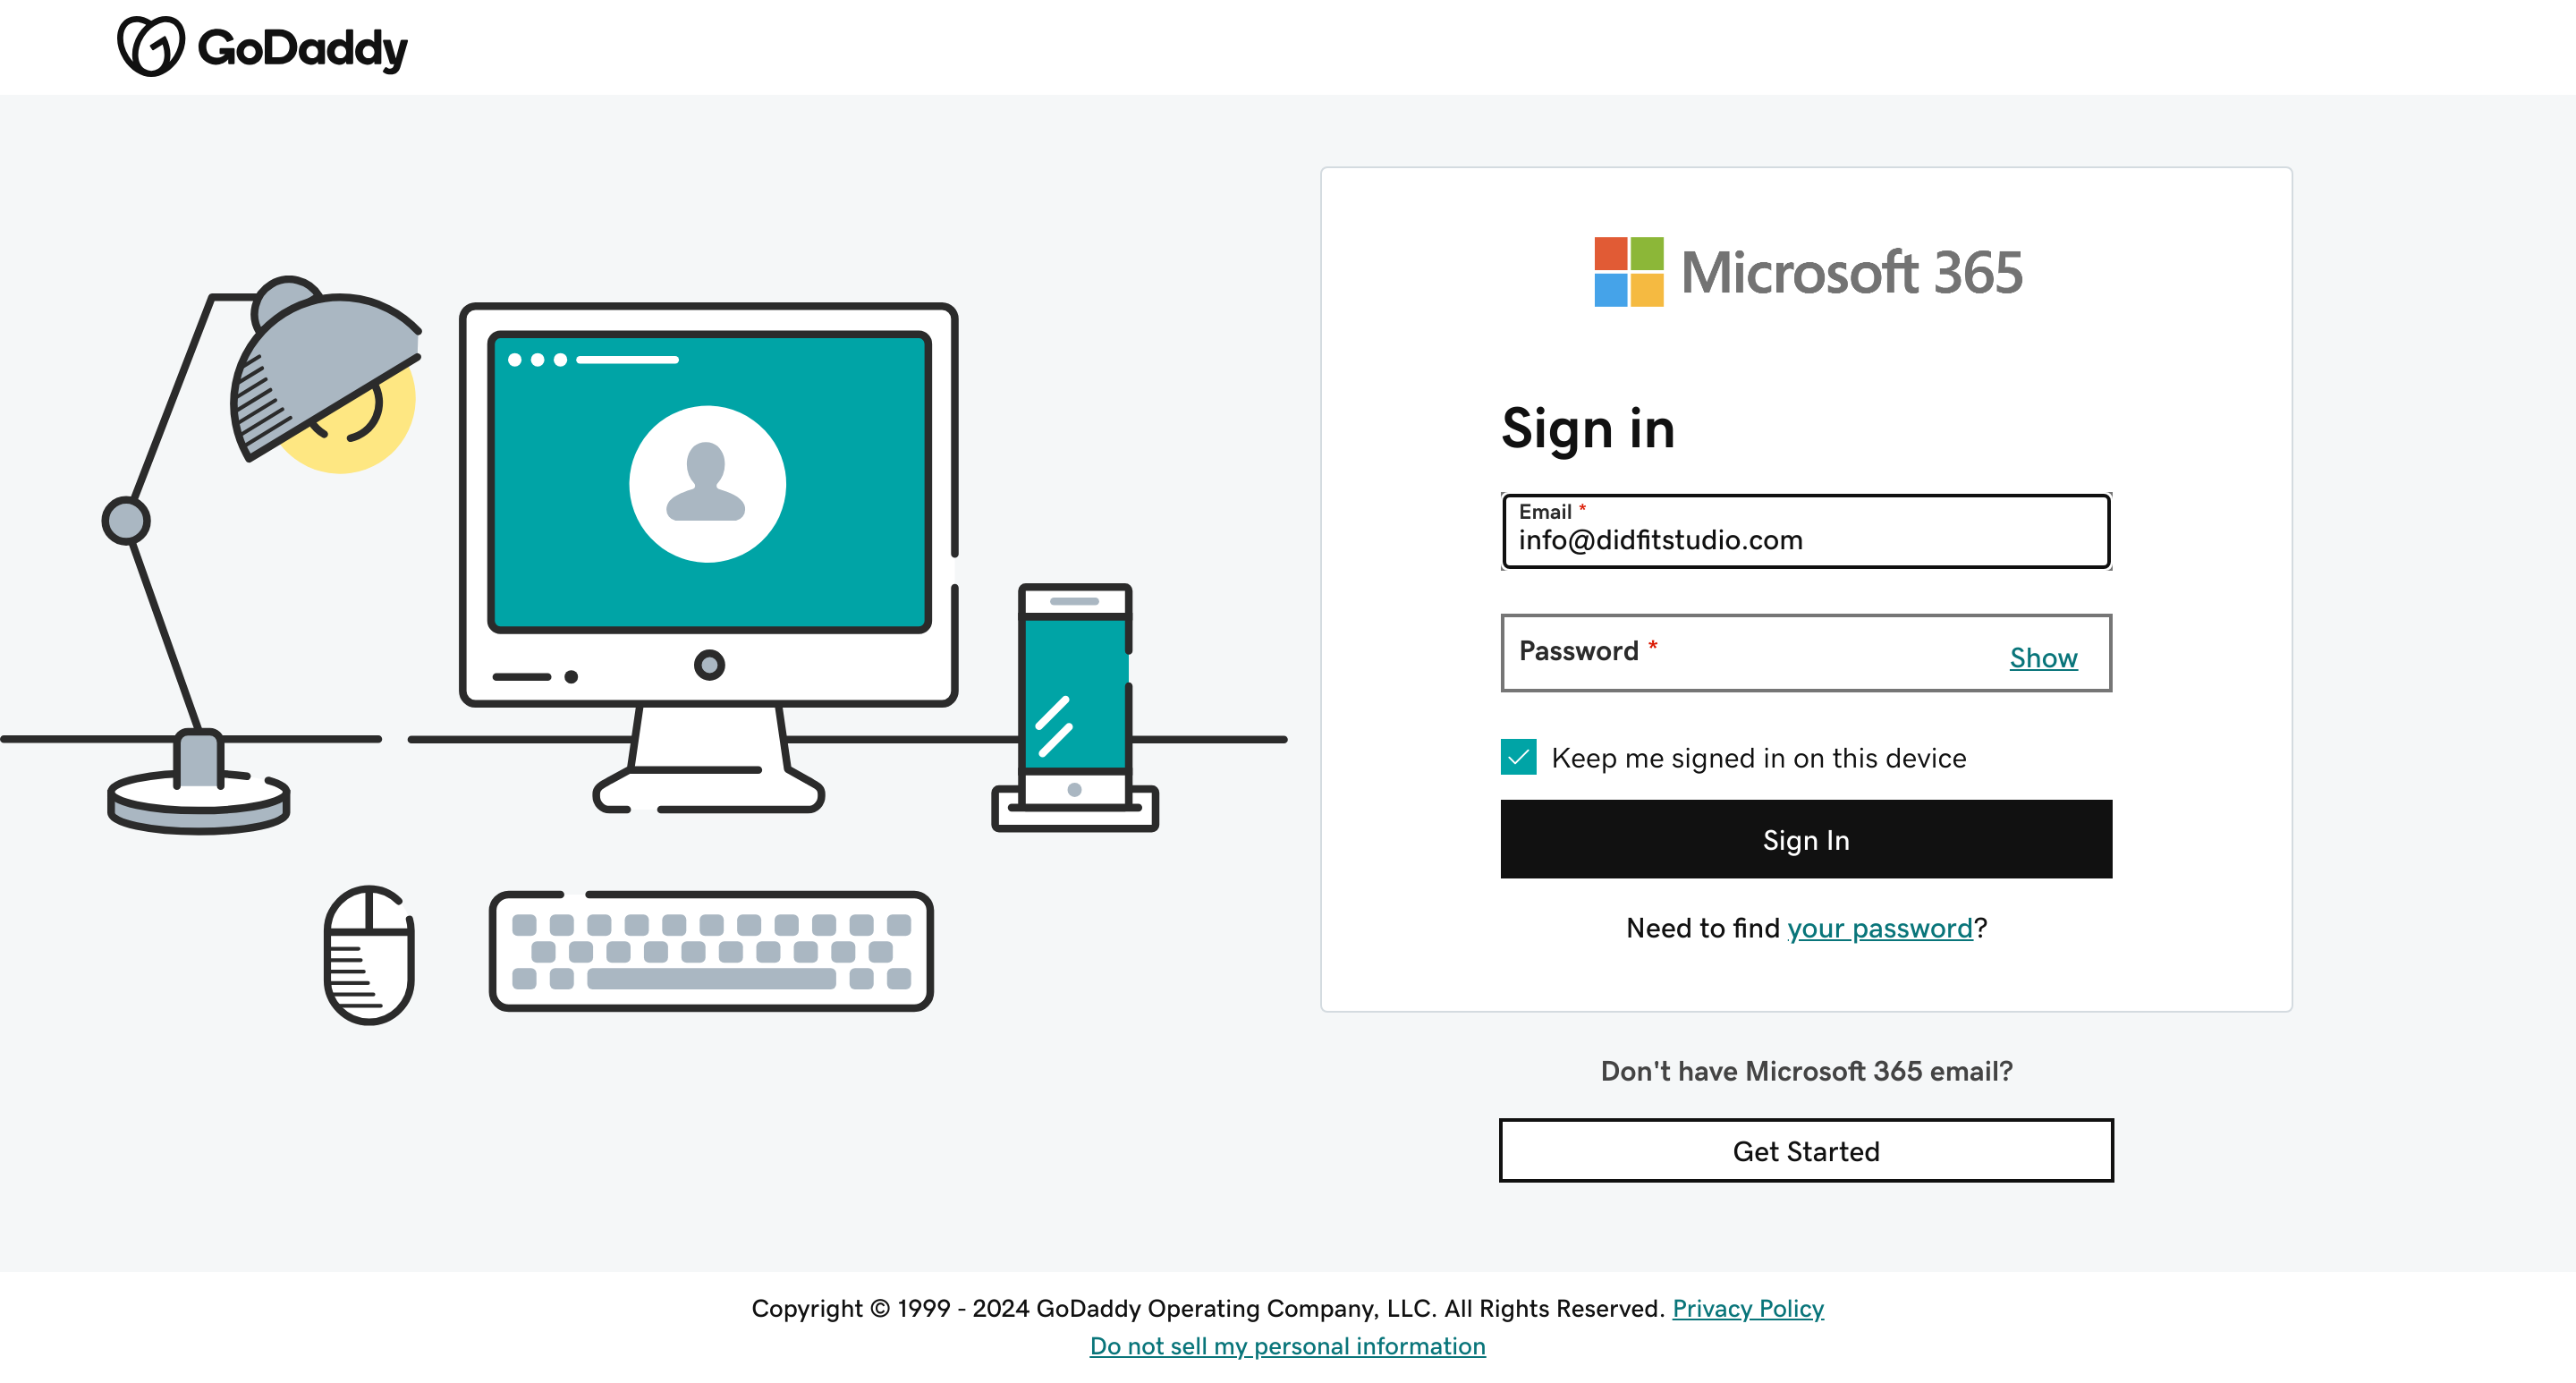 GoDaddy
Microsoft 365
Sign in
Email *
info@didfitstudio.com
Password *
Show
Keep me signed in on this device
Sign In
Need to find your password?
Don't have Microsoft 365 email?
Get Started
Copyright © 1999 - 2024 GoDaddy Operating Company, LLC. All Rights Reserved. Privacy Policy
Do not sell my personal information